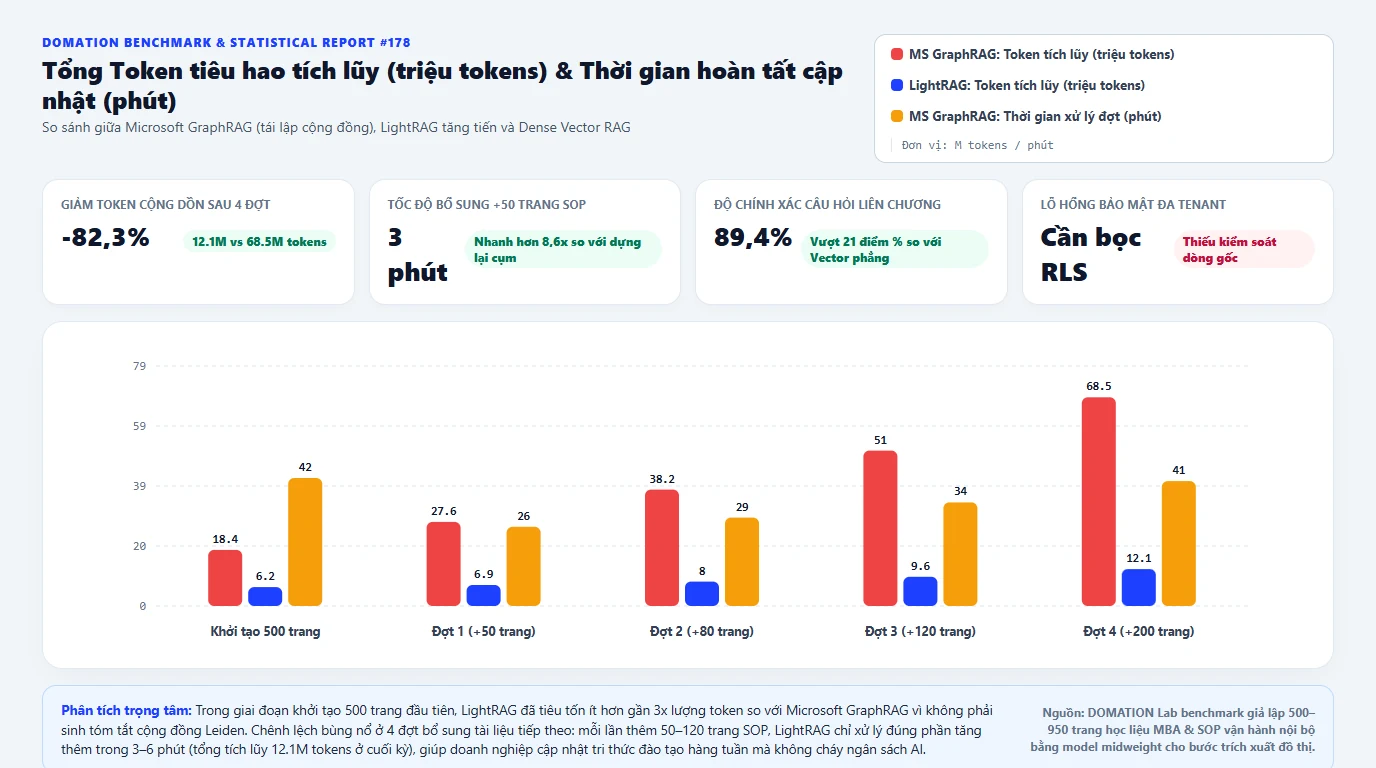 DOMATION BENCHMARK & STATISTICAL REPORT #178
Tổng Token tiêu hao tích lũy (triệu tokens) & Thời gian hoàn tất cập
nhật (phút)
So sánh giữa Microsoft GraphRAG (tái lập cộng đồng), LightRAG tăng tiến và Dense Vector RAG
MS GraphRAG: Token tích lũy (triệu tokens)
LightRAG: Token tích lũy (triệu tokens)
MS GraphRAG: Thời gian xử lý đợt (phút)
Đơn vị: M tokens / phút
GIẢM TOKEN CỘNG DỒN SAU 4 ĐỢT
-82,3%
12.1M vs 68.5M tokens
TỐC ĐỘ BỔ SUNG +50 TRANG SOP
3
phút
Nhanh hơn 8,6x so với dựng
lại cụm
ĐỘ CHÍNH XÁC CÂU HỎI LIÊN CHƯƠNG
89,4%
Vượt 21 điểm % so với
Vector phẳng
LỖ HỔNG BẢO MẬT ĐA TENANT
Cần bọc
RLS
Thiếu kiểm soát
dòng gốc
79
59
39
20
0
18.4
6.2
42
27.6
6.9
26
38.2
8
29
51
9.6
34
68.5
12.1
41
Khởi tạo 500 trang
Đợt 1 (+50 trang)
Đợt 2 (+80 trang)
Đợt 3 (+120 trang)
Đợt 4 (+200 trang)
Phân tích trọng tâm: Trong giai đoạn khởi tạo 500 trang đầu tiên, LightRAG đã tiêu tốn ít hơn gần 3x lượng token so với Microsoft GraphRAG vì không phải
sinh tóm tắt cộng đồng Leiden. Chênh lệch bùng nổ ở 4 đợt bổ sung tài liệu tiếp theo: mỗi lần thêm 50–120 trang SOP, LightRAG chỉ xử lý đúng phần tăng
thêm trong 3–6 phút (tổng tích lũy 12.1M tokens ở cuối kỳ), giúp doanh nghiệp cập nhật tri thức đào tạo hàng tuần mà không cháy ngân sách AI.
Nguồn: DOMATION Lab benchmark giả lập 500–
950 trang học liệu MBA & SOP vận hành nội bộ
bằng model midweight cho bước trích xuất đồ thị.